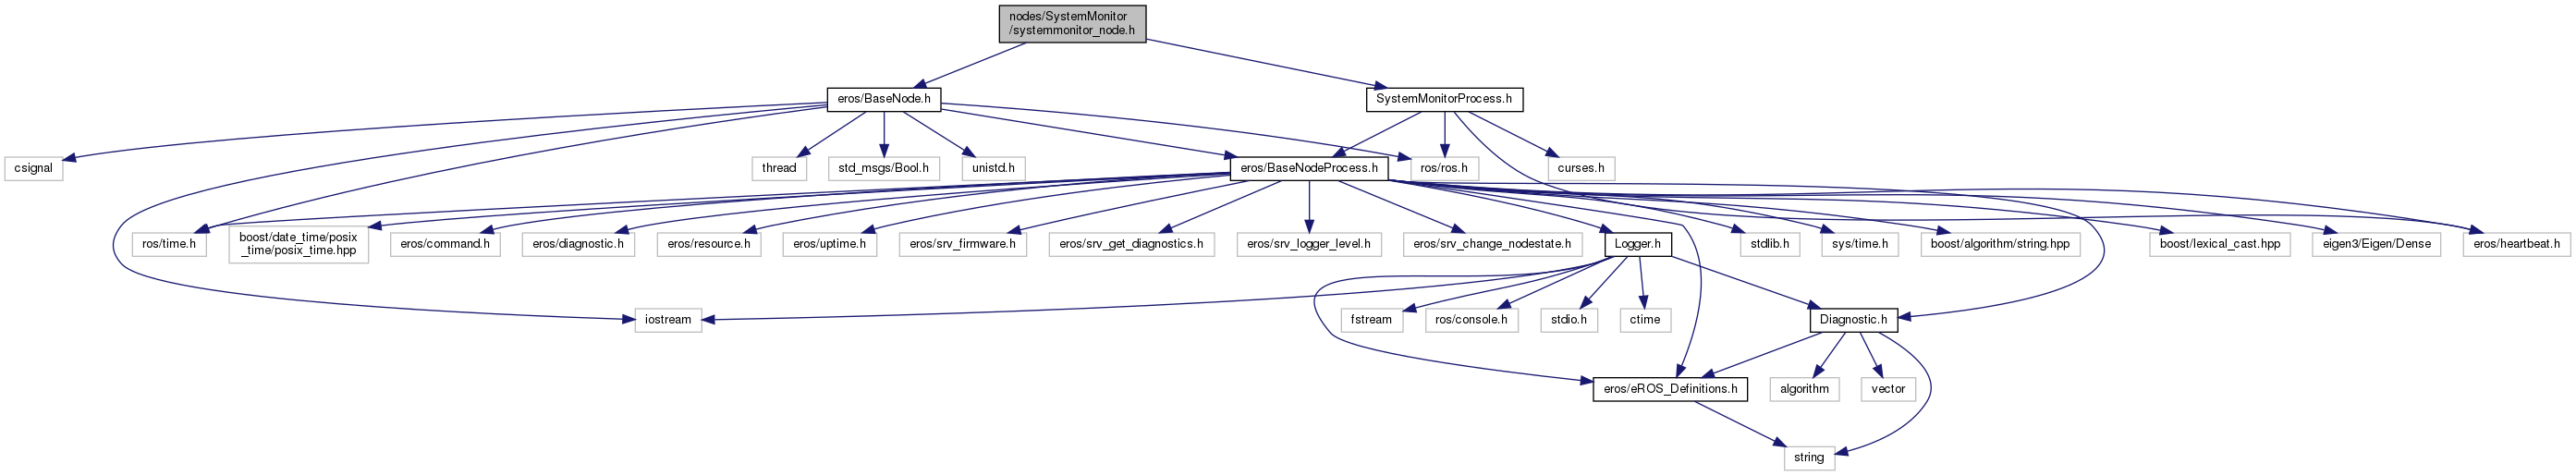 nodes/SystemMonitor
/systemmonitor_node.h
eros/BaseNode.h
SystemMonitorProcess.h
csignal
thread
std_msgs/Bool.h
unistd.h
eros/BaseNodeProcess.h
ros/ros.h
curses.h
ros/time.h
boost/date_time/posix
_time/posix_time.hpp
eros/command.h
eros/diagnostic.h
eros/resource.h
eros/uptime.h
eros/srv_firmware.h
eros/srv_get_diagnostics.h
eros/srv_logger_level.h
eros/srv_change_nodestate.h
Logger.h
stdlib.h
sys/time.h
boost/algorithm/string.hpp
boost/lexical_cast.hpp
eigen3/Eigen/Dense
eros/heartbeat.h
iostream
fstream
ros/console.h
stdio.h
ctime
Diagnostic.h
eros/eROS_Definitions.h
algorithm
vector
string